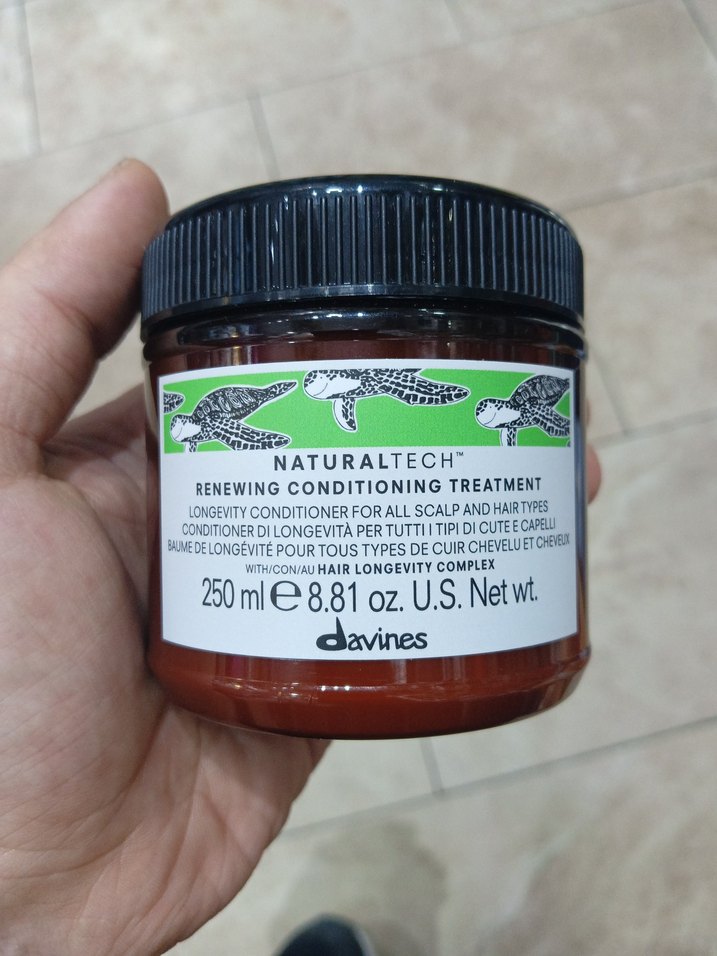 NATURALTECH™
RENEWING CONDITIONING TREATMENT
LONGEVITY CONDITIONER FOR ALL SCALP AND HAIR TYPES
CONDITIONER DI LONGEVITÀ PER TUTTI I TIPI DI CUTE E CAPELLI
BAUME DE LONGÉVITÉ POUR TOUS TYPES DE CUIR CHEVELU ET CHEVEUX
WITH/CON/AU HAIR LONGEVITY COMPLEX
250 ml e 8.81 oz. U.S. Net wt.
davines